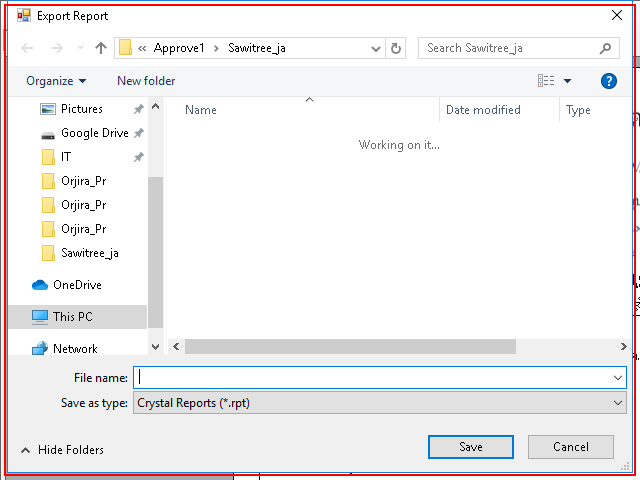 Export Report
« Approve1 > Sawitree_ja
Search Sawitree_ja
Organize
New folder
?
Name
Date modified
Type
Working on it...
Pictures
Google Drive
IT
Orjira_Pr
Orjira_Pr
Orjira_Pr
Sawitree_ja
OneDrive
This PC
Network
File name:
Save as type: Crystal Reports (*.rpt)
Hide Folders
Save
Cancel